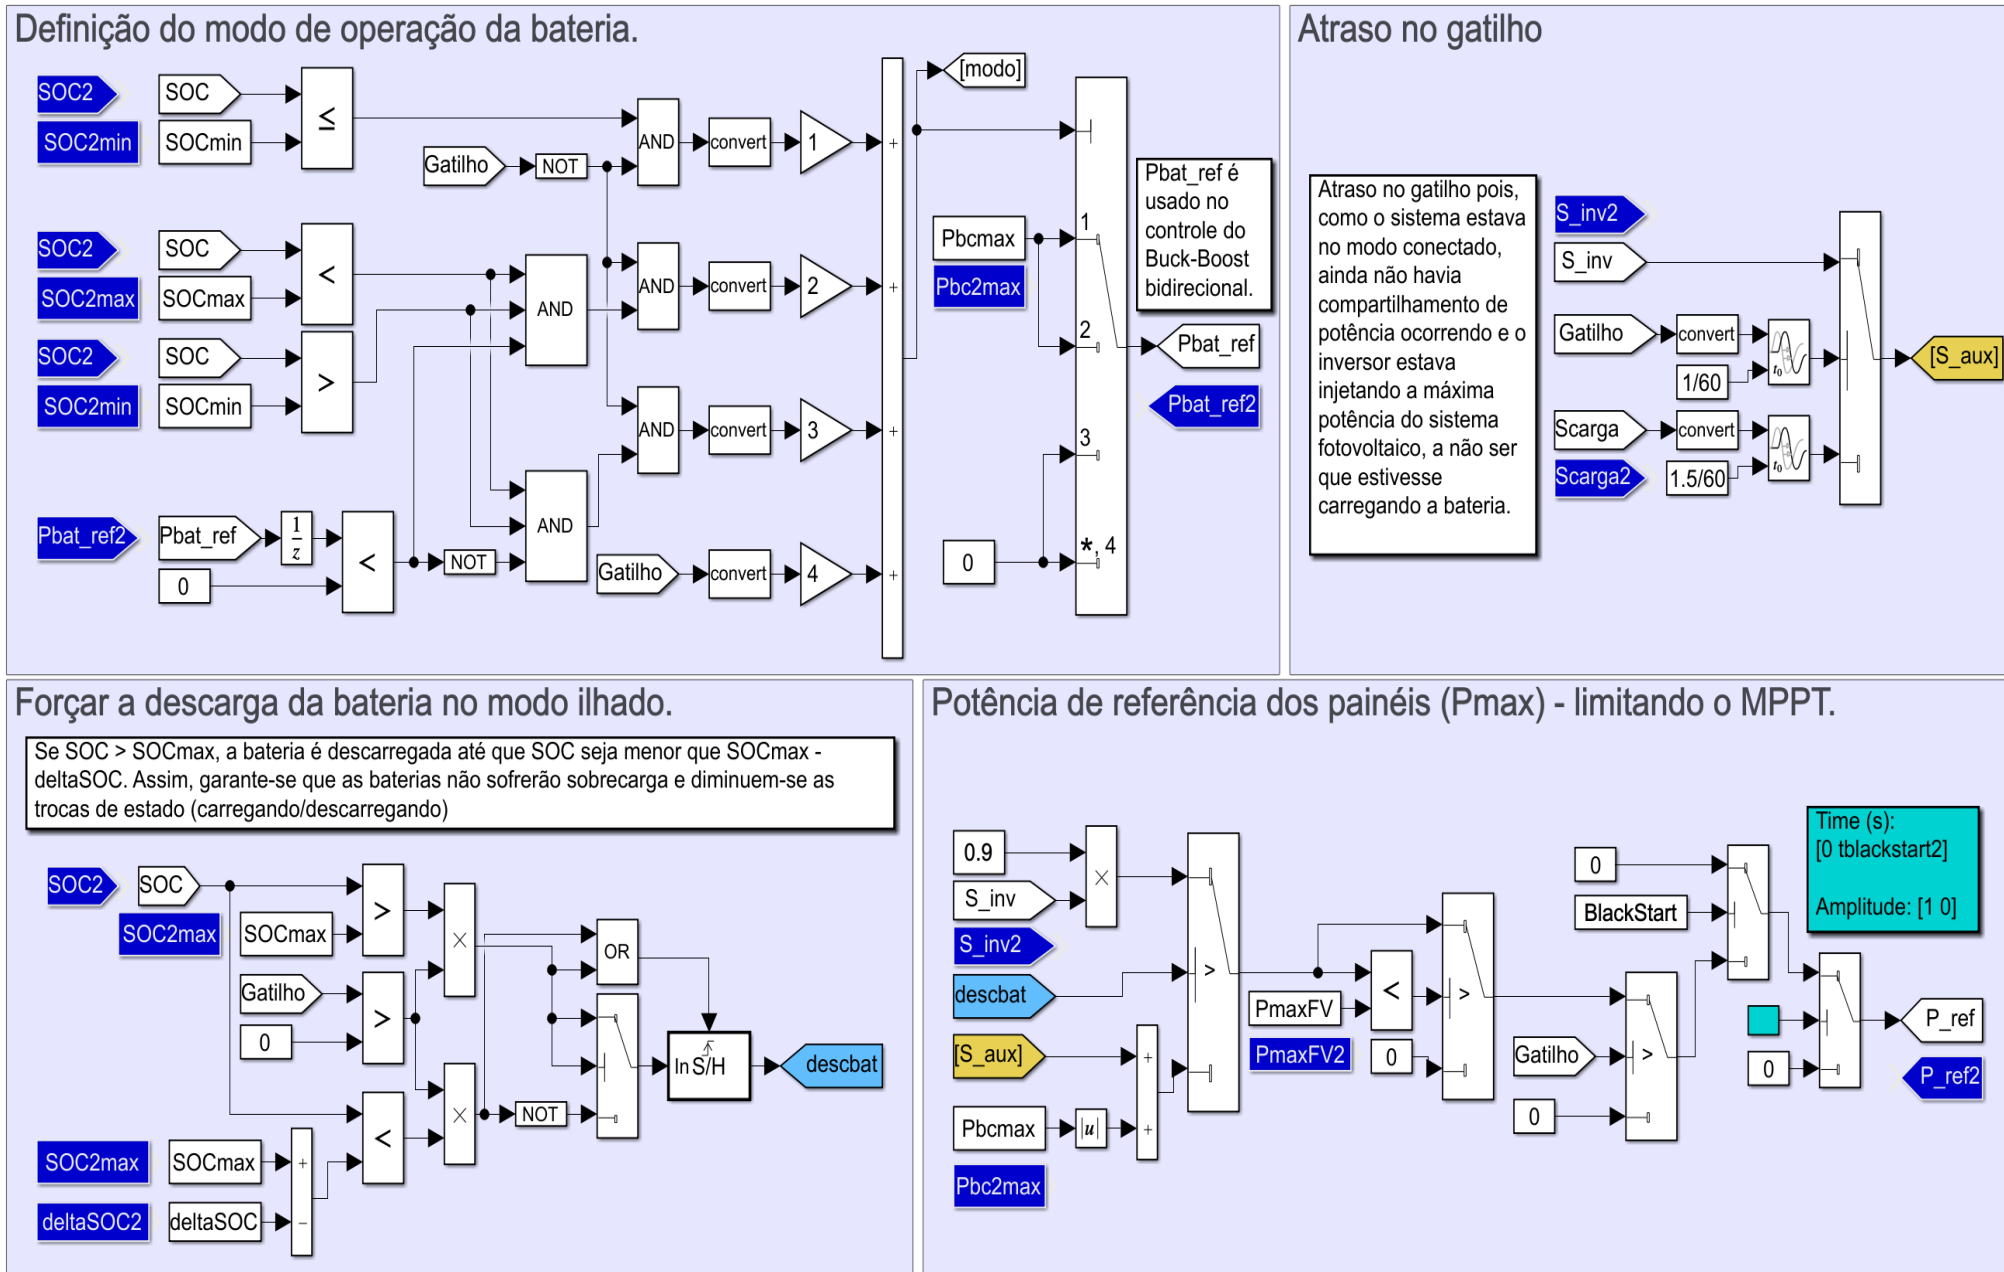 Definição do modo de operação da bateria.
SOC2
SOC
SOC2min
SOCmin
≤
Gatilho
NOT
AND
convert
1
+
[modo]
SOC2
SOC
SOC2max
SOCmax
<
AND
AND
convert
2
+
SOC2
SOC
SOC2min
SOCmin
>
AND
convert
3
+
Pbat_ref2
Pbat_ref
1
z
0
<
NOT
AND
Gatilho
convert
4
+
Pbcmax
Pbc2max
0
1
2
3
*, 4
Pbat_ref é
usado no
controle do
Buck-Boost
bidirecional.
Pbat_ref
Pbat_ref2
Atraso no gatilho
Atraso no gatilho pois,
como o sistema estava
no modo conectado,
ainda não havia
compartilhamento de
potência ocorrendo e o
inversor estava
injetando a máxima
potência do sistema
fotovoltaico, a não ser
que estivesse
carregando a bateria.
S_inv2
S_inv
Gatilho
convert
1/60
t0
Scarga
convert
Scarga2
1.5/60
t0
[S_aux]
Forçar a descarga da bateria no modo ilhado.
Se SOC > SOCmax, a bateria é descarregada até que SOC seja menor que SOCmax -
deltaSOC. Assim, garante-se que as baterias não sofrerão sobrecarga e diminuem-se as
trocas de estado (carregando/descarregando)
SOC2
SOC
SOC2max
SOCmax
>
×
Gatilho
0
>
OR
In S/H
descbat
<
×
NOT
SOC2max
SOCmax
+
deltaSOC2
deltaSOC
−
Potência de referência dos painéis (Pmax) - limitando o MPPT.
0.9
S_inv
×
S_inv2
descbat
>
[S_aux]
+
Pbcmax
|u|
+
Pbc2max
PmaxFV
<
PmaxFV2
0
>
Gatilho
>
0
0
BlackStart
Time (s):
[0 tblackstart2]
Amplitude: [1 0]
0
P_ref
P_ref2